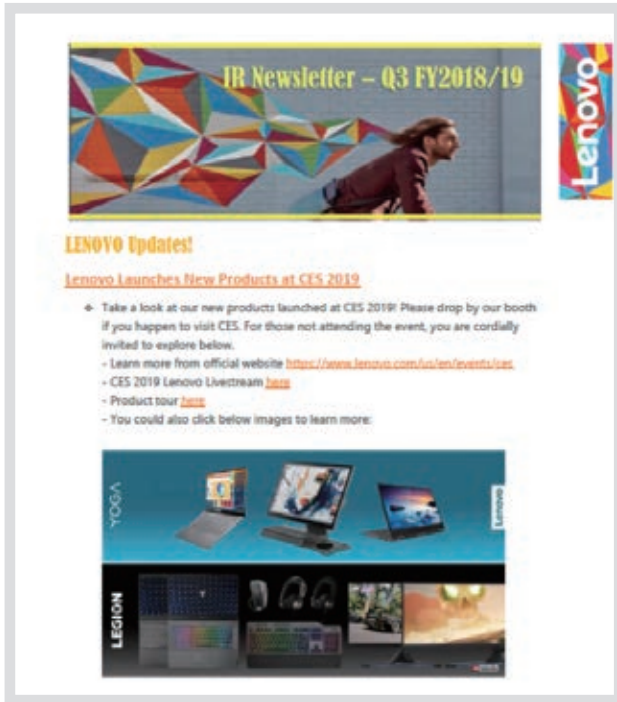 IR Newsletter – Q3 FY2018/19
Lenovo
LENOVO Updates!
Lenovo Launches New Products at CES 2019
❖ Take a look at our new products launched at CES 2019! Please drop by our booth
if you happen to visit CES. For those not attending the event, you are cordially
invited to explore below.
- Learn more from official website https://www.lenovo.com/us/en/events/ces
- CES 2019 Lenovo Livestream here
- Product tour here
- You could also click below images to learn more:
YOGA
Lenovo
LEGION